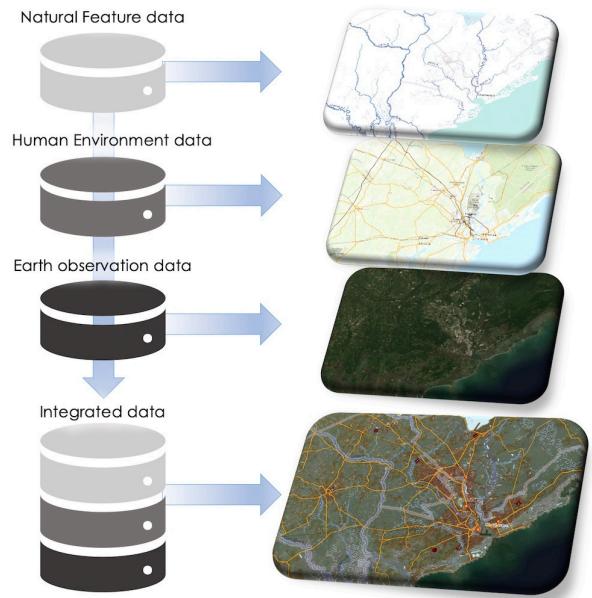 Natural Feature data
Human Environment data
Earth observation data
Integrated data